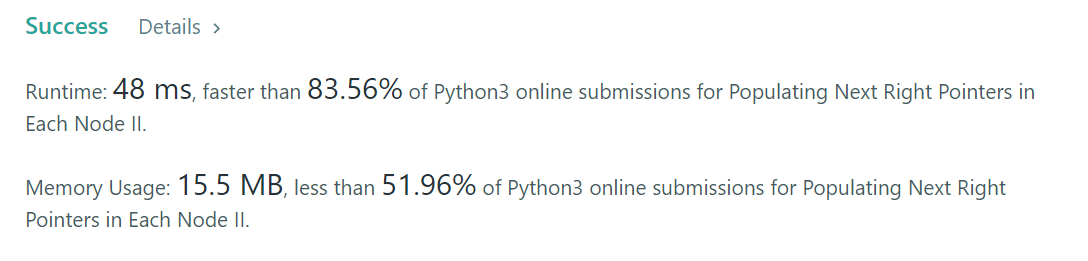 Success Details >
Runtime: 48 ms, faster than 83.56% of Python3 online submissions for Populating Next Right Pointers in
Each Node II.
Memory Usage: 15.5 MB, less than 51.96% of Python3 online submissions for Populating Next Right
Pointers in Each Node II.